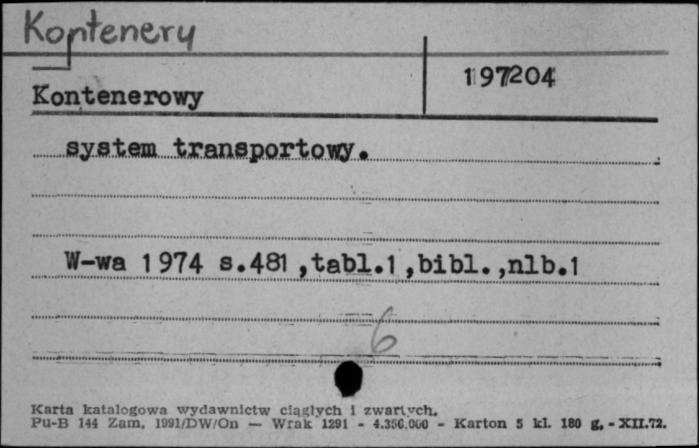 Kontenery
197204
Kontenerowy
system transportowy.
W-wa 1974 s.481 ,tabl.1 ,bibl.,nlb.1
6
Karta katalogowa wydawnictw ciągłych i zwartych.
Pu-B 144 Zam. 1991/DW/On — Wrak 1291 - 4.356.000 - Karton 5 kl. 180 g. - XII.72.